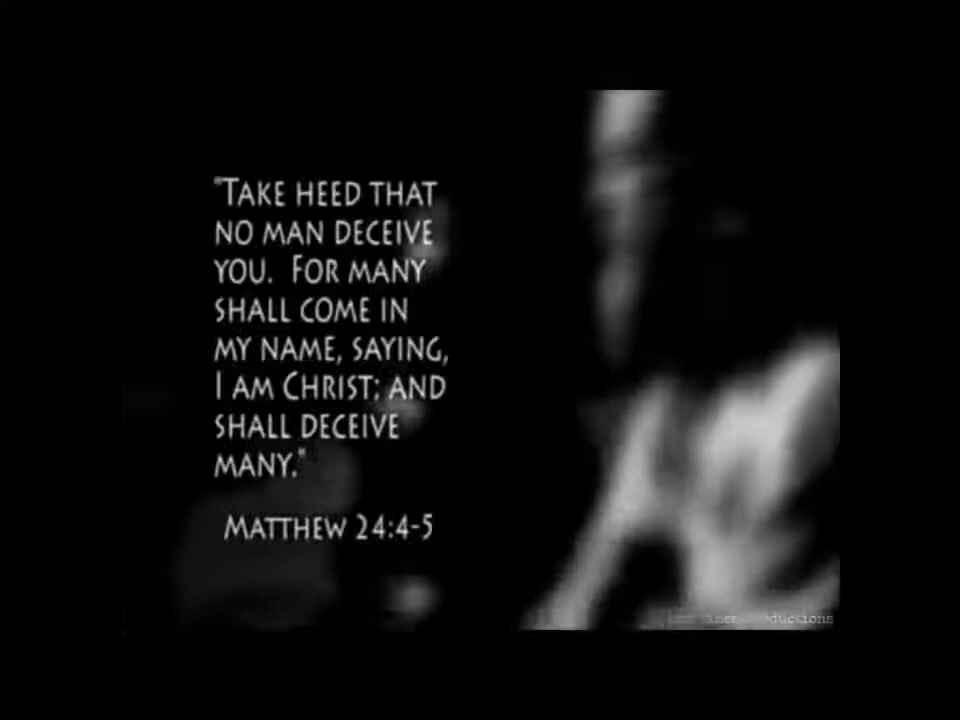 "TAKE HEED THAT
NO MAN DECEIVE
YOU. FOR MANY
SHALL COME IN
MY NAME, SAYING,
I AM CHRIST; AND
SHALL DECEIVE
MANY."
MATTHEW 24:4-5